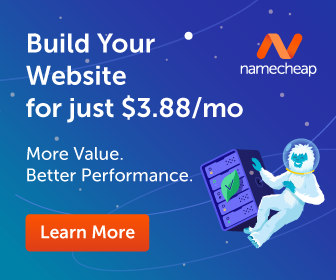 Build Your
Website
for just $3.88/mo
namecheap
More Value.
Better Performance.
Learn More